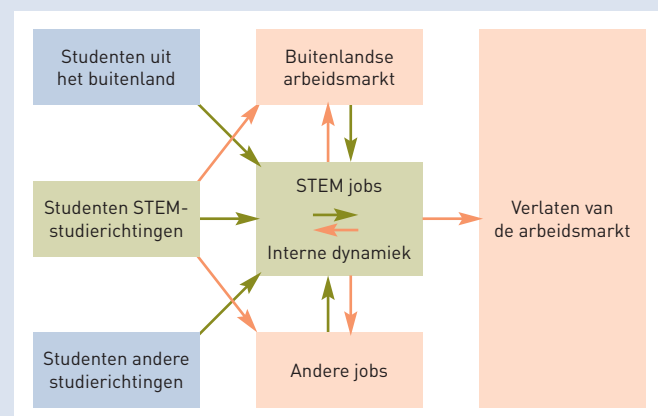 Studenten uit
het buitenland
Buitenlandse
arbeidsmarkt
Studenten STEM-
studierichtingen
STEM jobs
Interne dynamiek
Verlaten van
de arbeidsmarkt
Studenten andere
studierichtingen
Andere jobs